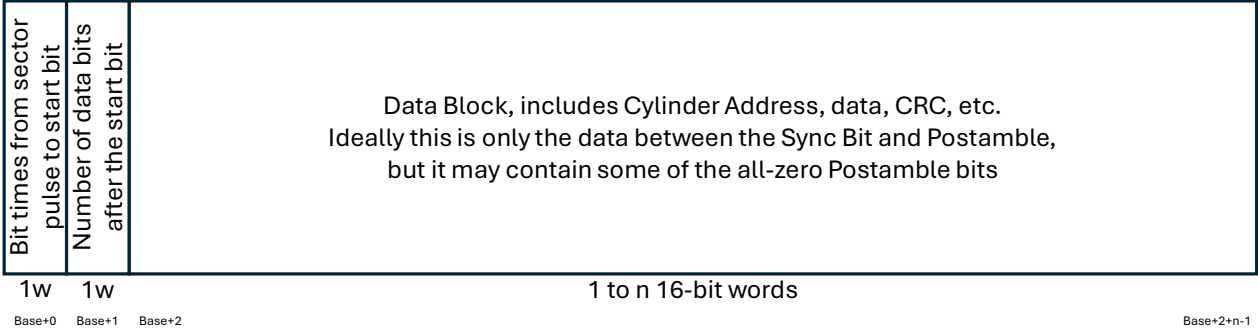 Bit times from sector
pulse to start bit
Number of data bits
after the start bit
Data Block, includes Cylinder Address, data, CRC, etc.
Ideally this is only the data between the Sync Bit and Postamble,
but it may contain some of the all-zero Postamble bits
1w 1w 1 to n 16-bit words
Base+0 Base+1 Base+2 Base+2+n-1